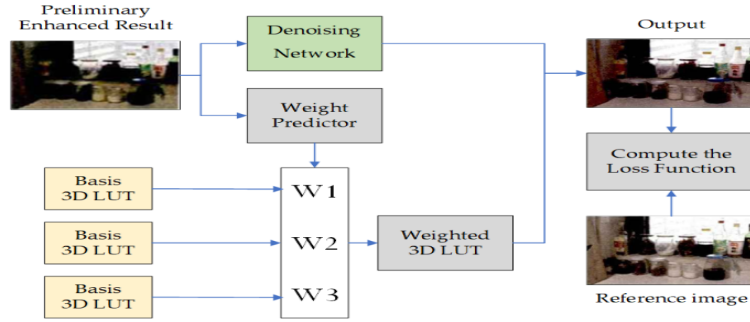 Preliminary
Enhanced Result
Denoising
Network
Output
Weight
Predictor
Compute the
Loss Function
Basis
3D LUT
W1
Basis
3D LUT
W2
Weighted
3D LUT
Basis
3D LUT
W3
Reference image